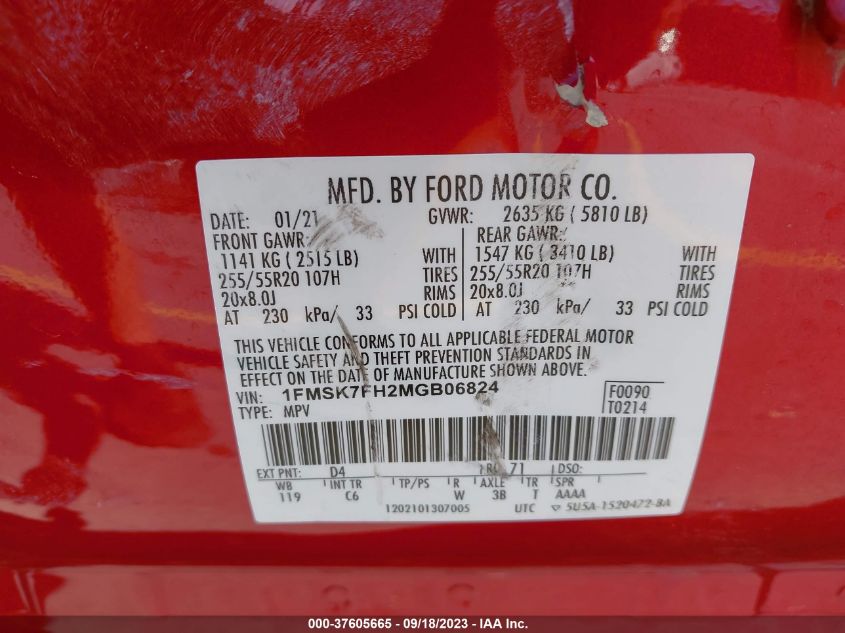 MFD. BY FORD MOTOR CO.
DATE: 01/21 GVWR: 2635 KG ( 5810 LB)
FRONT GAWR: REAR GAWR:
1141 KG ( 2515 LB) WITH 1547 KG ( 3410 LB) WITH
255/55R20 107H TIRES 255/55R20 107H TIRES
20x8.0J RIMS 20x8.0J RIMS
AT 230 kPa/ 33 PSI COLD AT 230 kPa/ 33 PSI COLD
THIS VEHICLE CONFORMS TO ALL APPLICABLE FEDERAL MOTOR
VEHICLE SAFETY AND THEFT PREVENTION STANDARDS IN
EFFECT ON THE DATE OF MANUFACTURE SHOWN ABOVE.
VIN: 1FMSK7FH2MGB06824 F0090
TYPE: MPV T0214
EXT PNT: D4 RC: 71 DSO:
WB INT TR TP/PS R AXLE TR SPR
119 C6 W 3B T AAAA
1202101307005 UTC 5U5A-1520472-BA
000-37605665 - 09/18/2023 - IAA Inc.